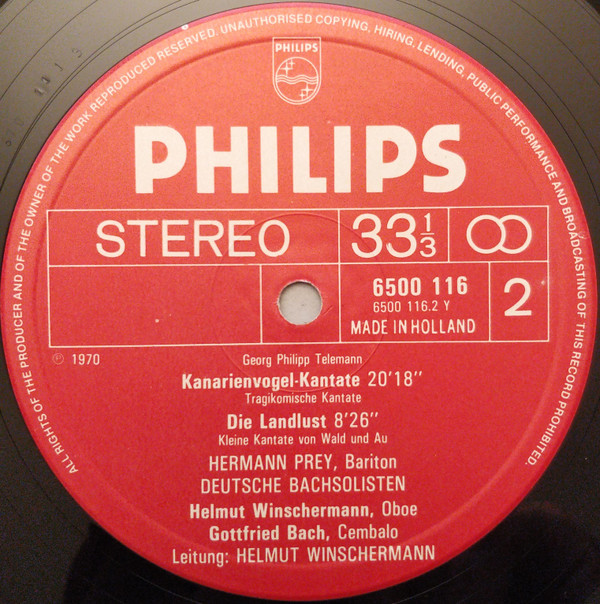 ALL RIGHTS OF THE PRODUCER AND OF THE OWNER OF THE WORK REPRODUCED RESERVED. UNAUTHORISED COPYING, HIRING, LENDING, PUBLIC PERFORMANCE AND BROADCASTING OF THIS RECORD PROHIBITED.
PHILIPS
PHILIPS
STEREO
33 1/3
6500 116
6500 116.2 Y
MADE IN HOLLAND
2
℗ 1970
Georg Philipp Telemann
Kanarienvogel-Kantate 20'18''
Tragikomische Kantate
Die Landlust 8'26''
Kleine Kantate von Wald und Au
HERMANN PREY, Bariton
DEUTSCHE BACHSOLISTEN
Helmut Winschermann, Oboe
Gottfried Bach, Cembalo
Leitung: HELMUT WINSCHERMANN